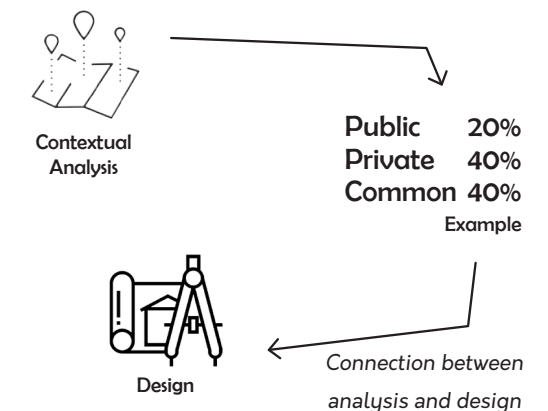 Contextual
Analysis
Public 20%
Private 40%
Common 40%
Example
Design
Connection between
analysis and design